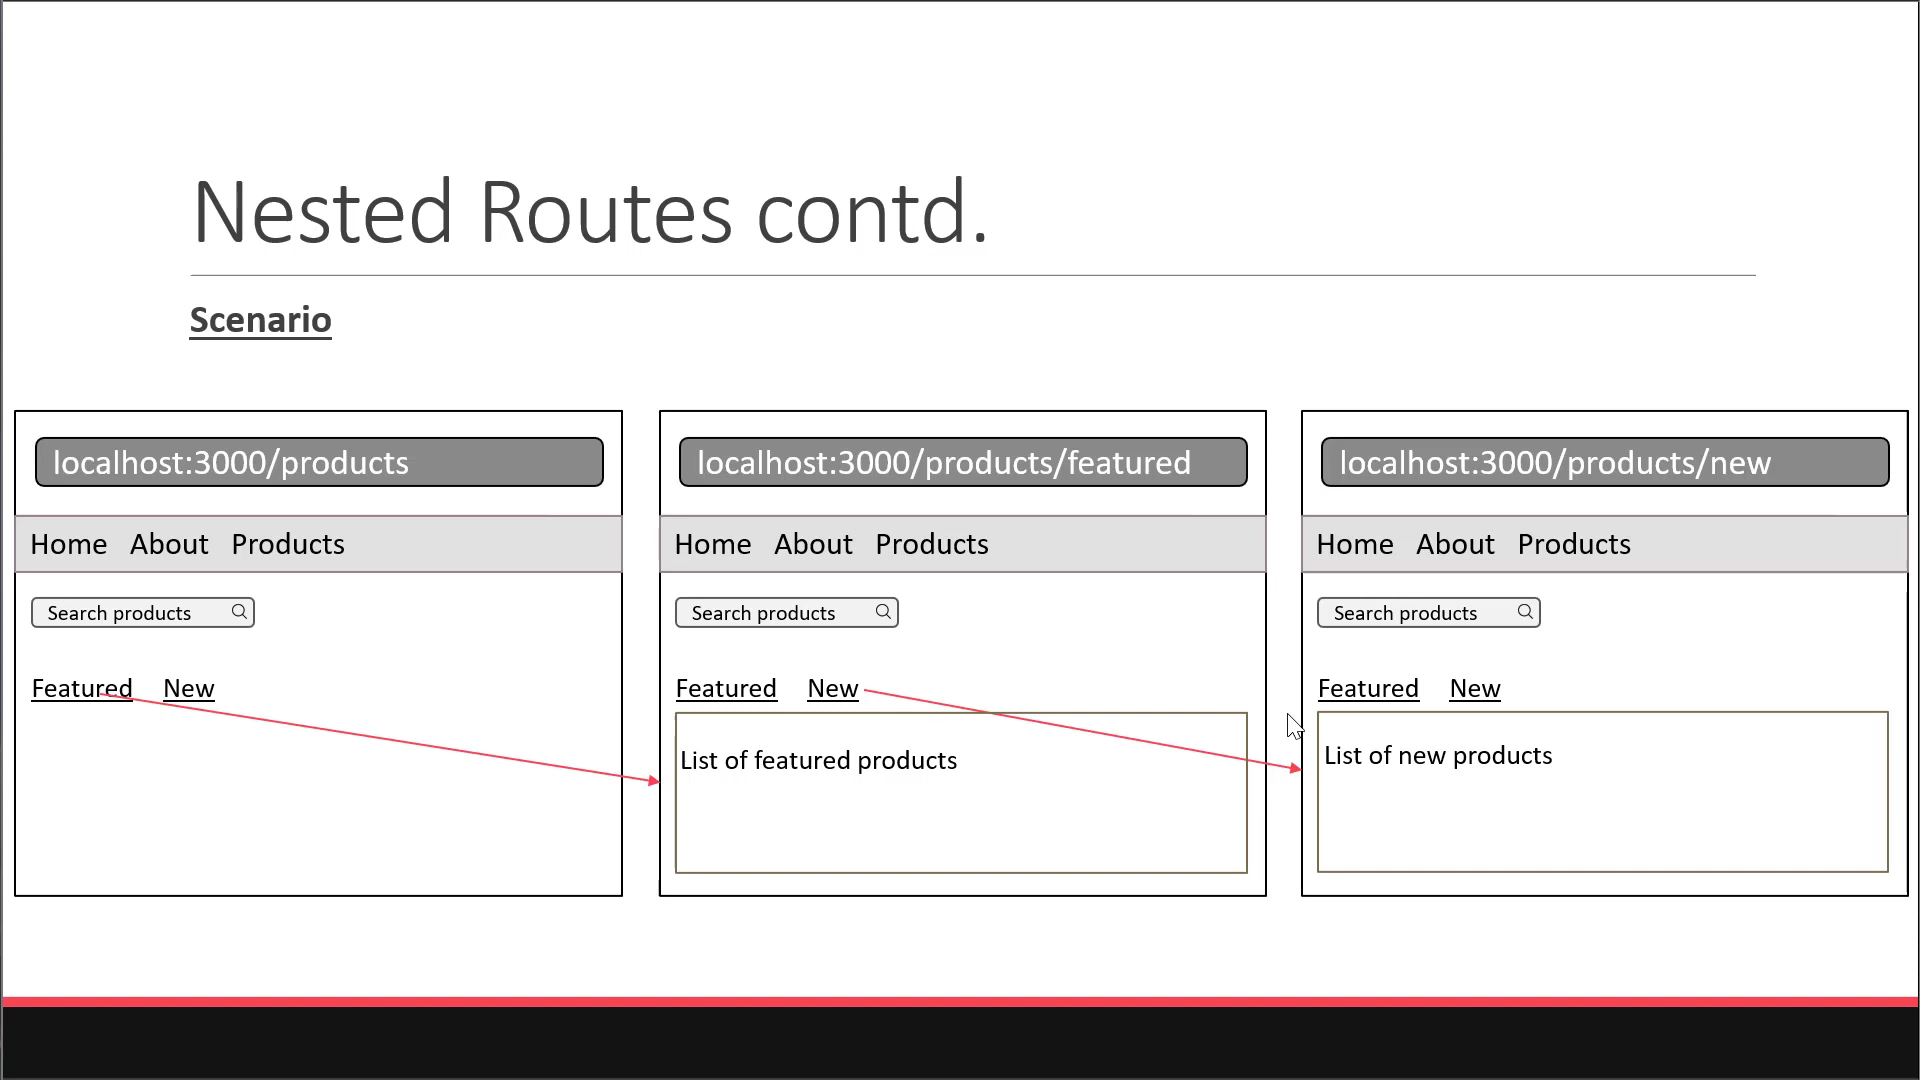 Nested Routes contd.
Scenario
localhost:3000/products
Home About Products
Search products
Featured New
localhost:3000/products/featured
Home About Products
Search products
Featured New
List of featured products
localhost:3000/products/new
Home About Products
Search products
Featured New
List of new products